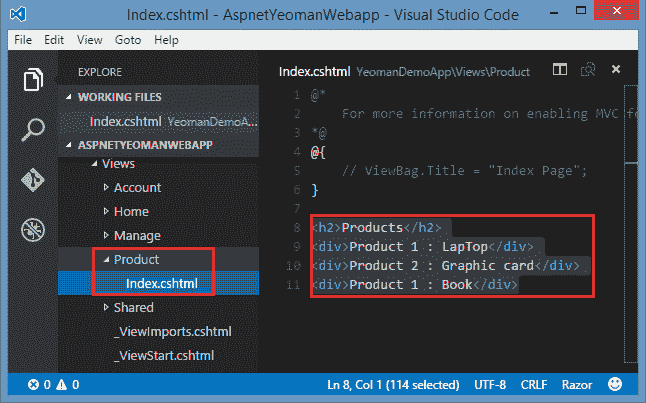 Index.cshtml - AspnetYeomanWebapp - Visual Studio Code
File Edit View Goto Help
EXPLORE
WORKING FILES
Index.cshtml YeomanDemoA...
ASPNETYEOMANWEBAPP
Views
Account
Home
Manage
Product
Index.cshtml
Shared
_ViewImports.cshtml
_ViewStart.cshtml
Index.cshtml YeomanDemoApp\Views\Product
1 @*
2 For more information on enabling MVC
3 *@
4 @{
5 // ViewBag.Title = "Index Page";
6 }
7
8 <h2>Products</h2>
9 <div>Product 1 : LapTop</div>
10 <div>Product 2 : Graphic card</div>
11 <div>Product 1 : Book</div>
0 0 Ln 8, Col 1 (114 selected) UTF-8 CRLF Razor